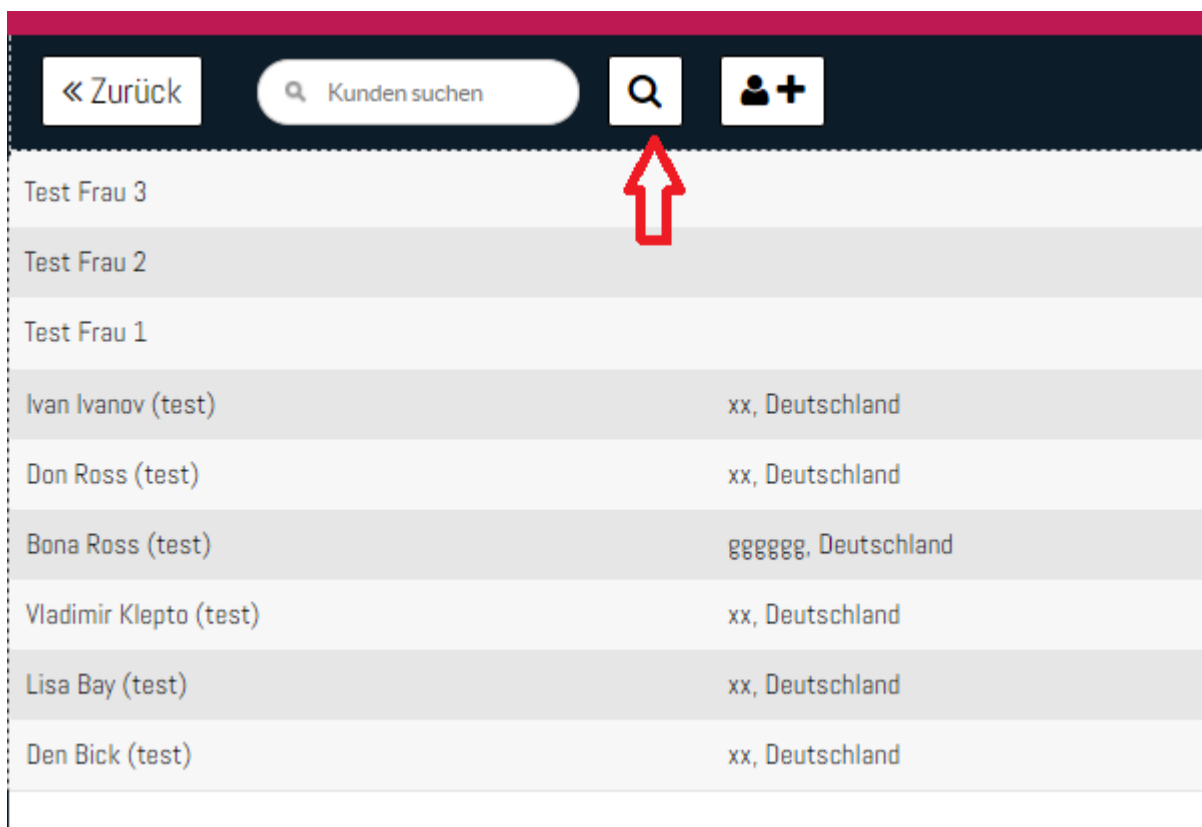 « Zurück Kunden suchen
Test Frau 3
Test Frau 2
Test Frau 1
Ivan Ivanov (test) xx, Deutschland
Don Ross (test) xx, Deutschland
Bona Ross (test) gggggg, Deutschland
Vladimir Klepto (test) xx, Deutschland
Lisa Bay (test) xx, Deutschland
Den Bick (test) xx, Deutschland